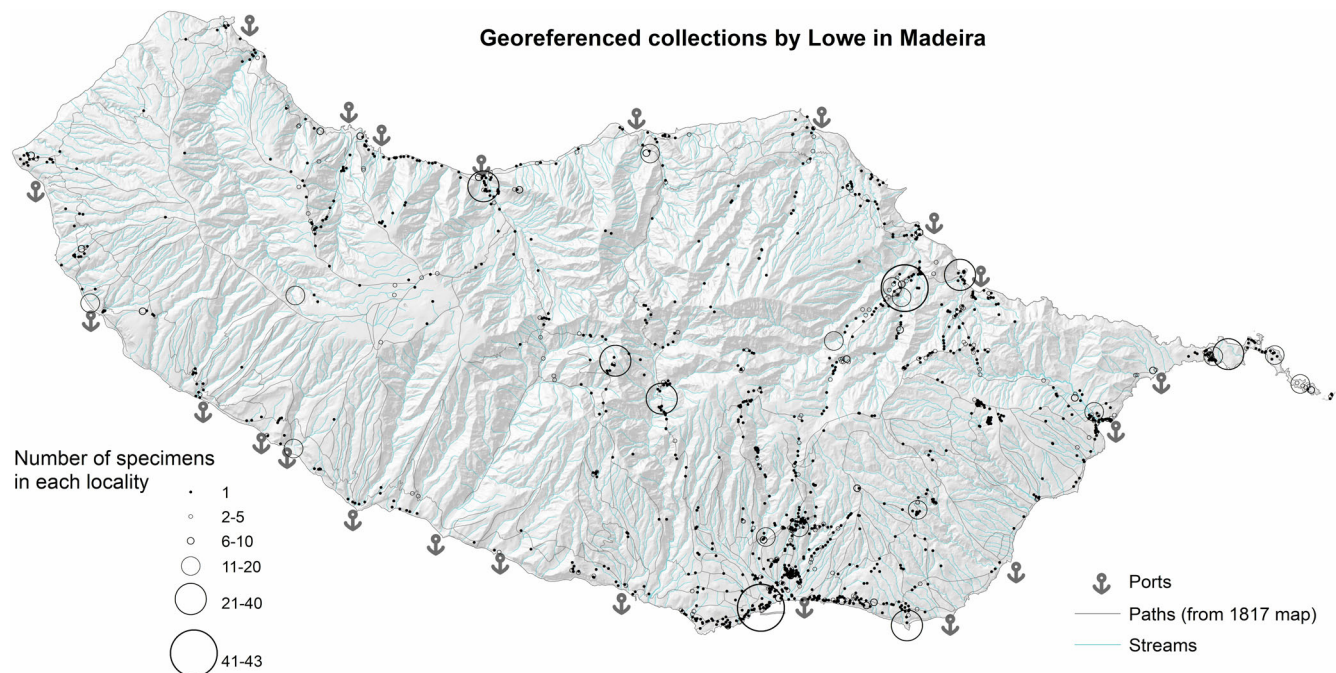 Georeferenced collections by Lowe in Madeira
Number of specimens
in each locality
1
2-5
6-10
11-20
21-40
41-43
Ports
Paths (from 1817 map)
Streams